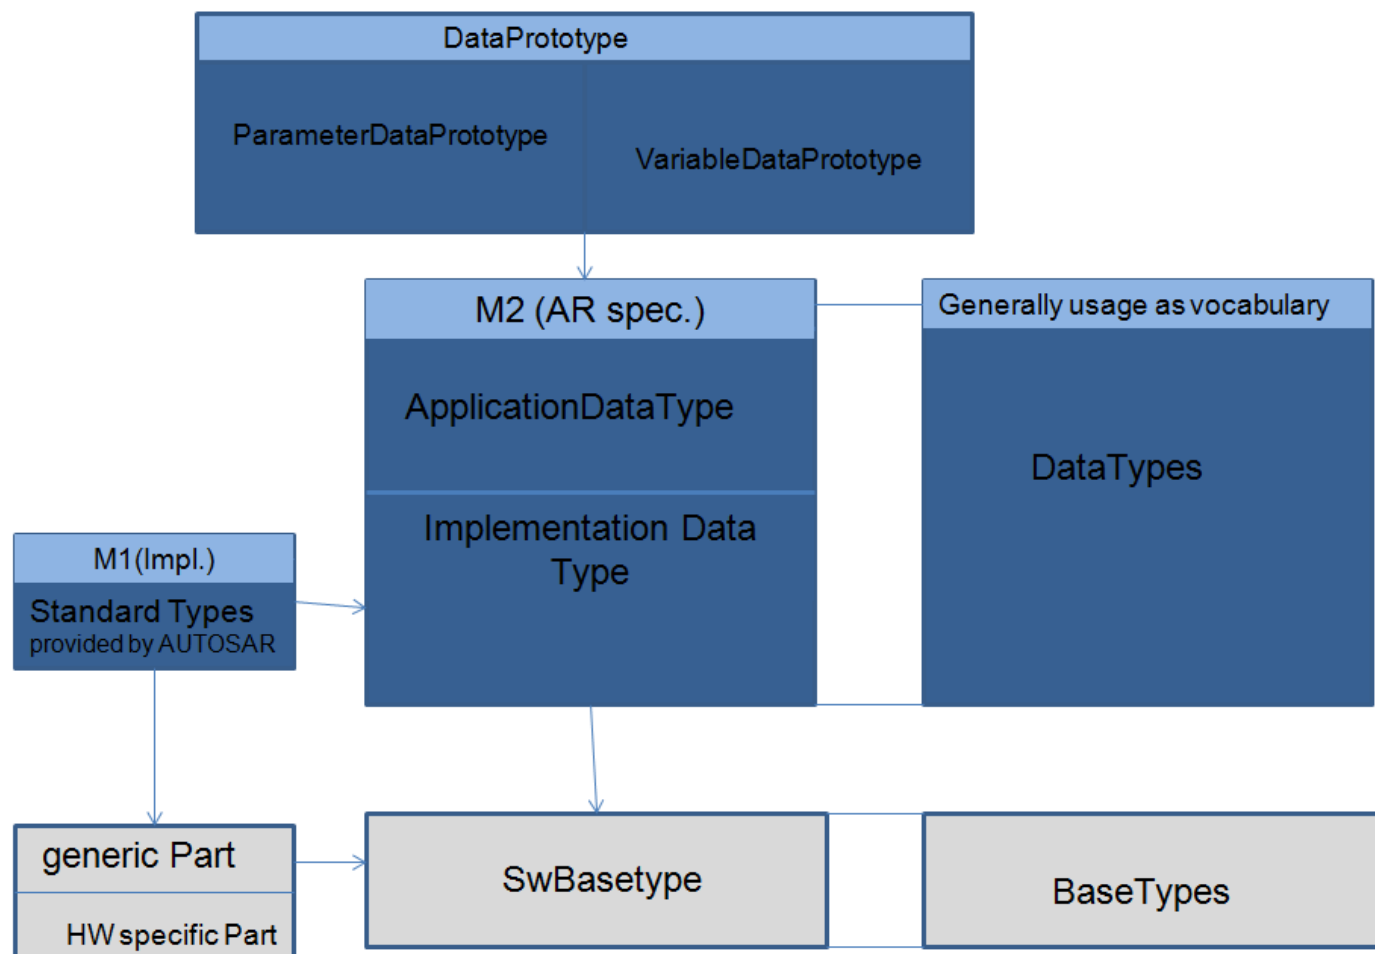 DataPrototype
ParameterDataPrototype
VariableDataPrototype
M2 (AR spec.)
Generally usage as vocabulary
ApplicationDataType
DataTypes
Implementation Data
Type
M1(Impl.)
Standard Types
provided by AUTOSAR
generic Part
SwBasetype
BaseTypes
HW specific Part